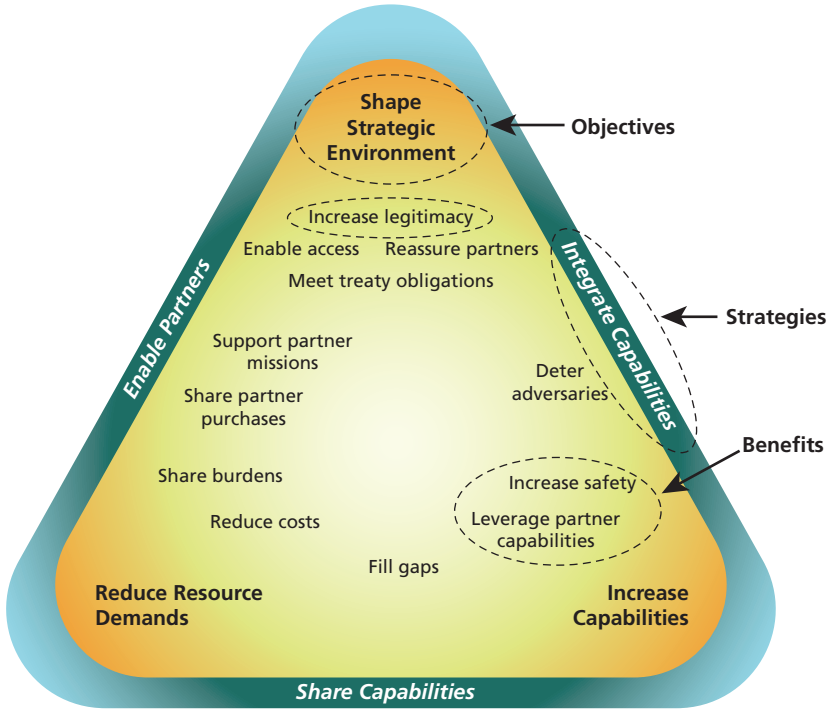 Shape
Strategic
Environment
Objectives
Increase legitimacy
Enable access
Reassure partners
Meet treaty obligations
Enable Partners
Integrate Capabilities
Strategies
Support partner
missions
Deter
adversaries
Share partner
purchases
Benefits
Share burdens
Increase safety
Reduce costs
Leverage partner
capabilities
Fill gaps
Reduce Resource
Demands
Increase
Capabilities
Share Capabilities